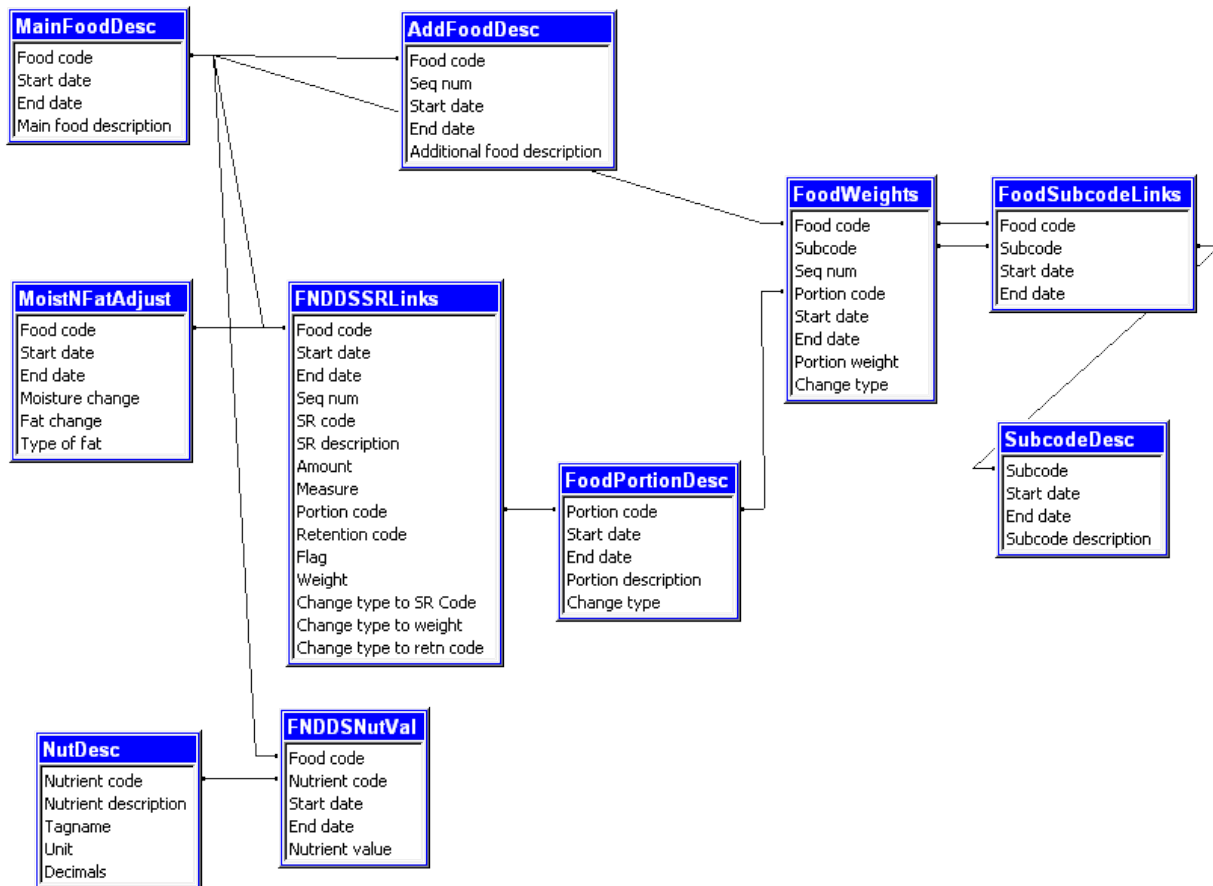 MainFoodDesc
Food code
Start date
End date
Main food description
AddFoodDesc
Food code
Seq num
Start date
End date
Additional food description
FoodWeights
Food code
Subcode
Seq num
Portion code
Start date
End date
Portion weight
Change type
FoodSubcodeLinks
Food code
Subcode
Start date
End date
MoistNFatAdjust
Food code
Start date
End date
Moisture change
Fat change
Type of fat
FNDDSSRLinks
Food code
Start date
End date
Seq num
SR code
SR description
Amount
Measure
Portion code
Retention code
Flag
Weight
Change type to SR Code
Change type to weight
Change type to retn code
FoodPortionDesc
Portion code
Start date
End date
Portion description
Change type
SubcodeDesc
Subcode
Start date
End date
Subcode description
NutDesc
Nutrient code
Nutrient description
Tagname
Unit
Decimals
FNDDSNutVal
Food code
Nutrient code
Start date
End date
Nutrient value